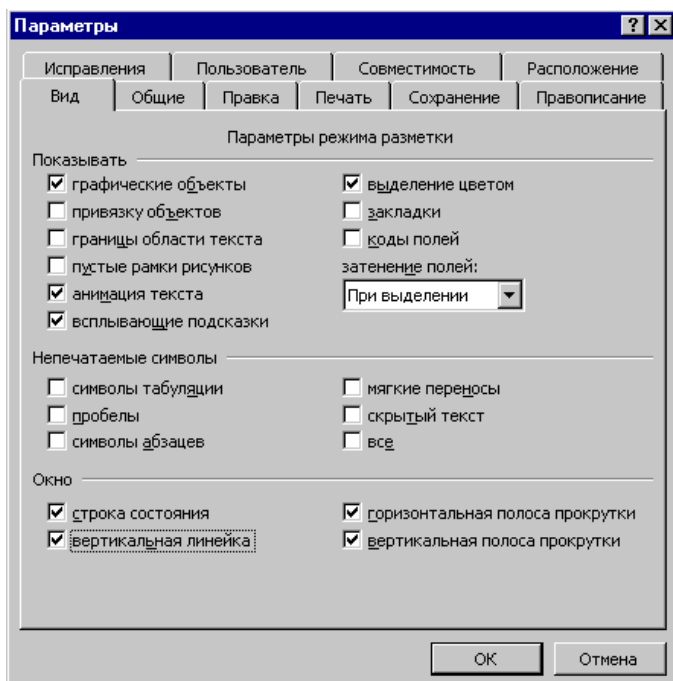 Параметры
Исправления Пользователь Совместимость Расположение
Вид Общие Правка Печать Сохранение Правописание
Параметры режима разметки
Показывать
графические объекты
привязку объектов
границы области текста
пустые рамки рисунков
анимация текста
всплывающие подсказки
выделение цветом
закладки
коды полей
затенение полей:
При выделении
Непечатаемые символы
символы табуляции
пробелы
символы абзацев
мягкие переносы
скрытый текст
все
Окно
строка состояния
вертикальная линейка
горизонтальная полоса прокрутки
вертикальная полоса прокрутки
ОК Отмена